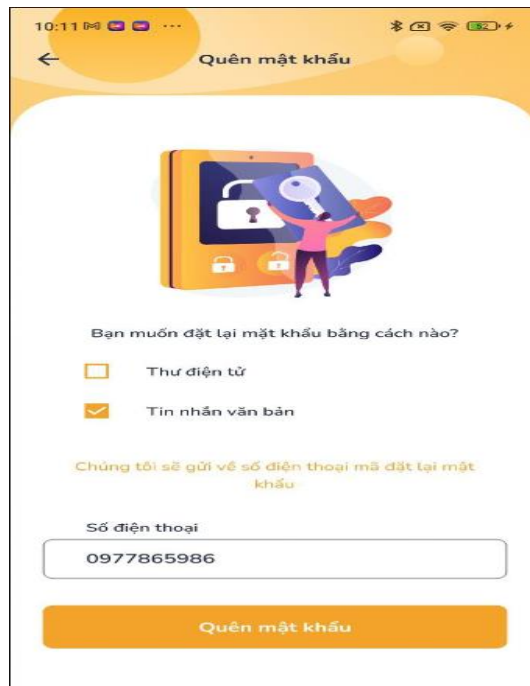 10:11
52
Quên mật khẩu
Bạn muốn đặt lại mật khẩu bằng cách nào?
Thư điện tử
Tin nhắn văn bản
Chúng tôi sẽ gửi về số điện thoại mã đặt lại mật
khẩu
Số điện thoại
0977865986
Quên mật khẩu